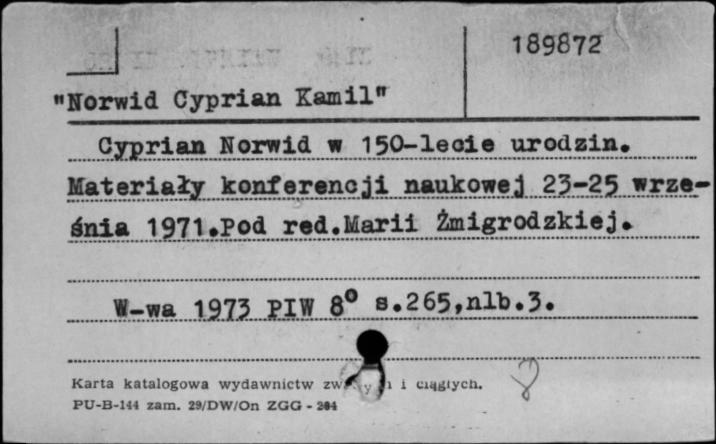 189872
"Norwid Cyprian Kamil"
Cyprian Norwid w 150-lecie urodzin.
Materiały konferencji naukowej 23-25 wrze-
śnia 1971.Pod red.Marii Żmigrodzkiej.
W-wa 1973 PIW 8° s.265,nlb.3.
Karta katalogowa wydawnictw i ciągłych.
PU-B-144 zam. 29/DW/On ZGG - 204